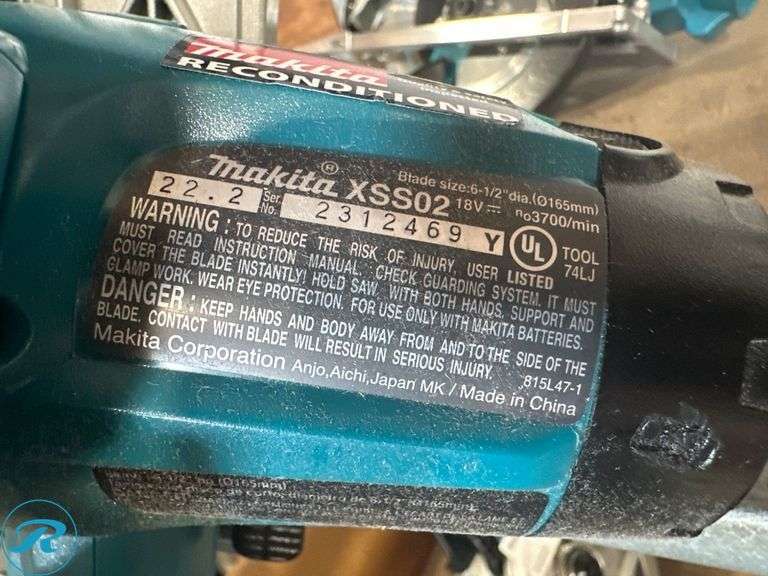 Makita
RECONDITIONED
makita® XSS02
Blade size:6-1/2"dia.(Ø165mm)
18V⎓ n₀3700/min
22.2 Ser. No. 2312469 Y
UL LISTED
TOOL
74LJ
WARNING: TO REDUCE THE RISK OF INJURY, USER
MUST READ INSTRUCTION MANUAL. CHECK GUARDING SYSTEM. IT MUST
COVER THE BLADE INSTANTLY! HOLD SAW. WITH BOTH HANDS. SUPPORT AND
CLAMP WORK. WEAR EYE PROTECTION. FOR USE ONLY WITH MAKITA BATTERIES.
DANGER: KEEP HANDS AND BODY AWAY FROM AND TO THE SIDE OF THE
BLADE. CONTACT WITH BLADE WILL RESULT IN SERIOUS INJURY.
815L47-1
Makita Corporation Anjo,Aichi,Japan MK / Made in China
(Ø165mm)
R